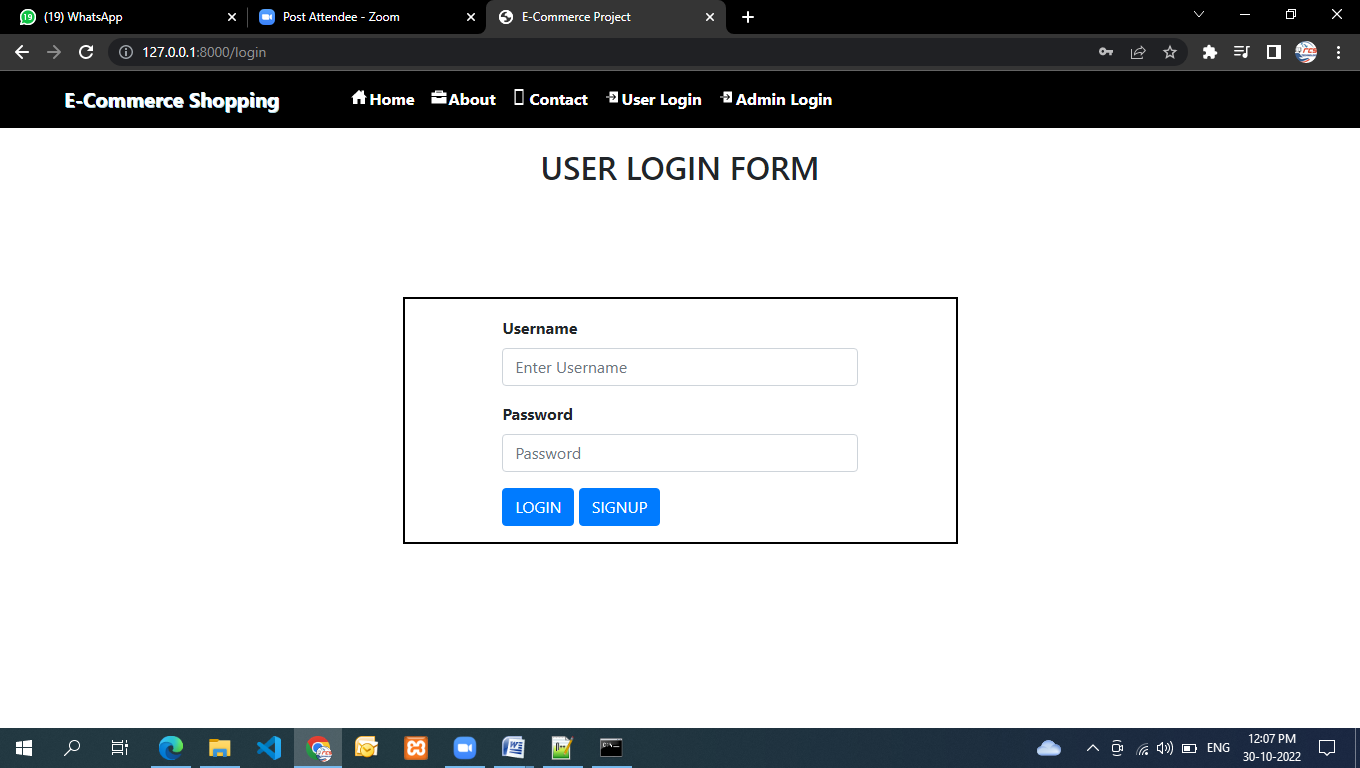 (19) WhatsApp
Post Attendee - Zoom
E-Commerce Project
127.0.0.1:8000/login
E-Commerce Shopping
Home
About
Contact
User Login
Admin Login
USER LOGIN FORM
Username
Enter Username
Password
Password
LOGIN
SIGNUP
ENG
12:07 PM
30-10-2022